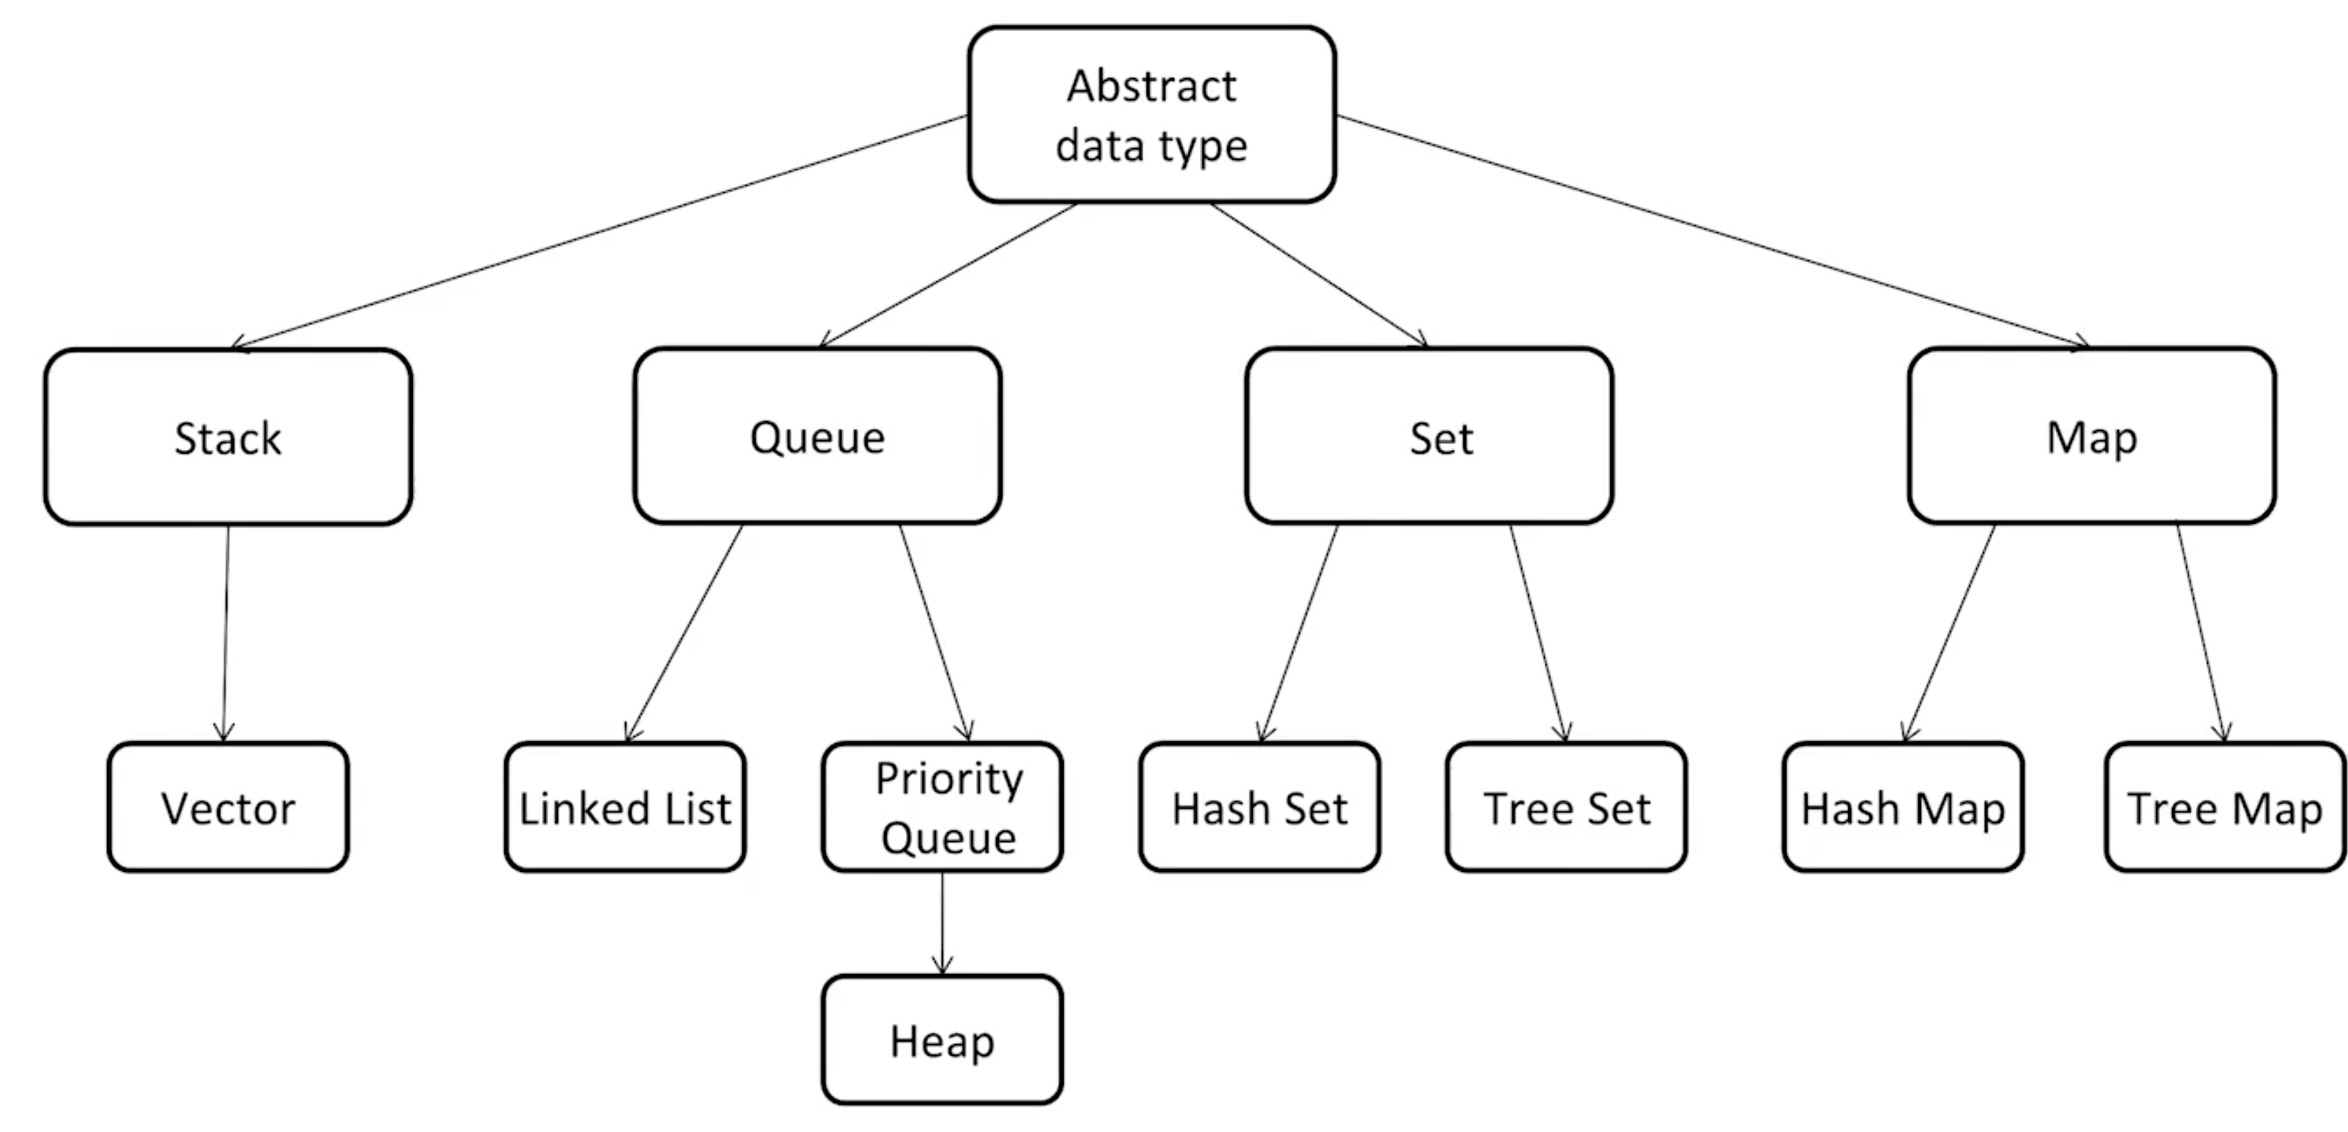 Abstract
data type
Stack
Queue
Set
Map
Vector
Linked List
Priority
Queue
Hash Set
Tree Set
Hash Map
Tree Map
Heap